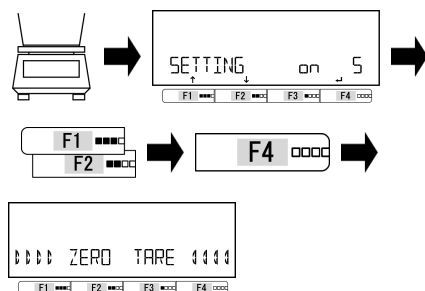 SETTING on 5
F1 F2 F3 F4
F1
F2
F4
ZERO TARE
F1 F2 F3 F4